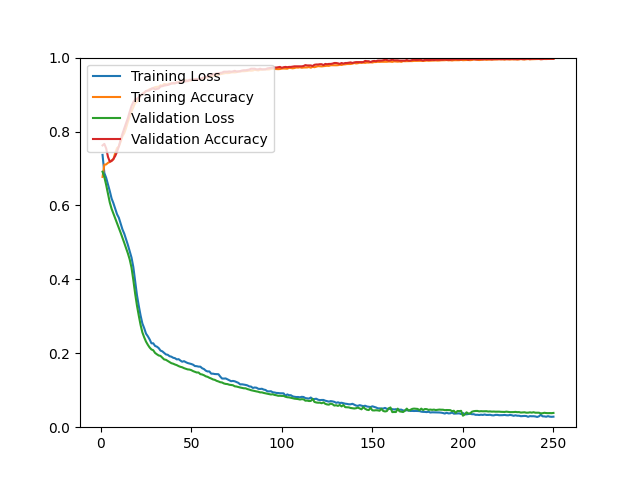 1.0
0.8
0.6
0.4
0.2
0.0
0 50 100 150 200 250
Training Loss
Training Accuracy
Validation Loss
Validation Accuracy